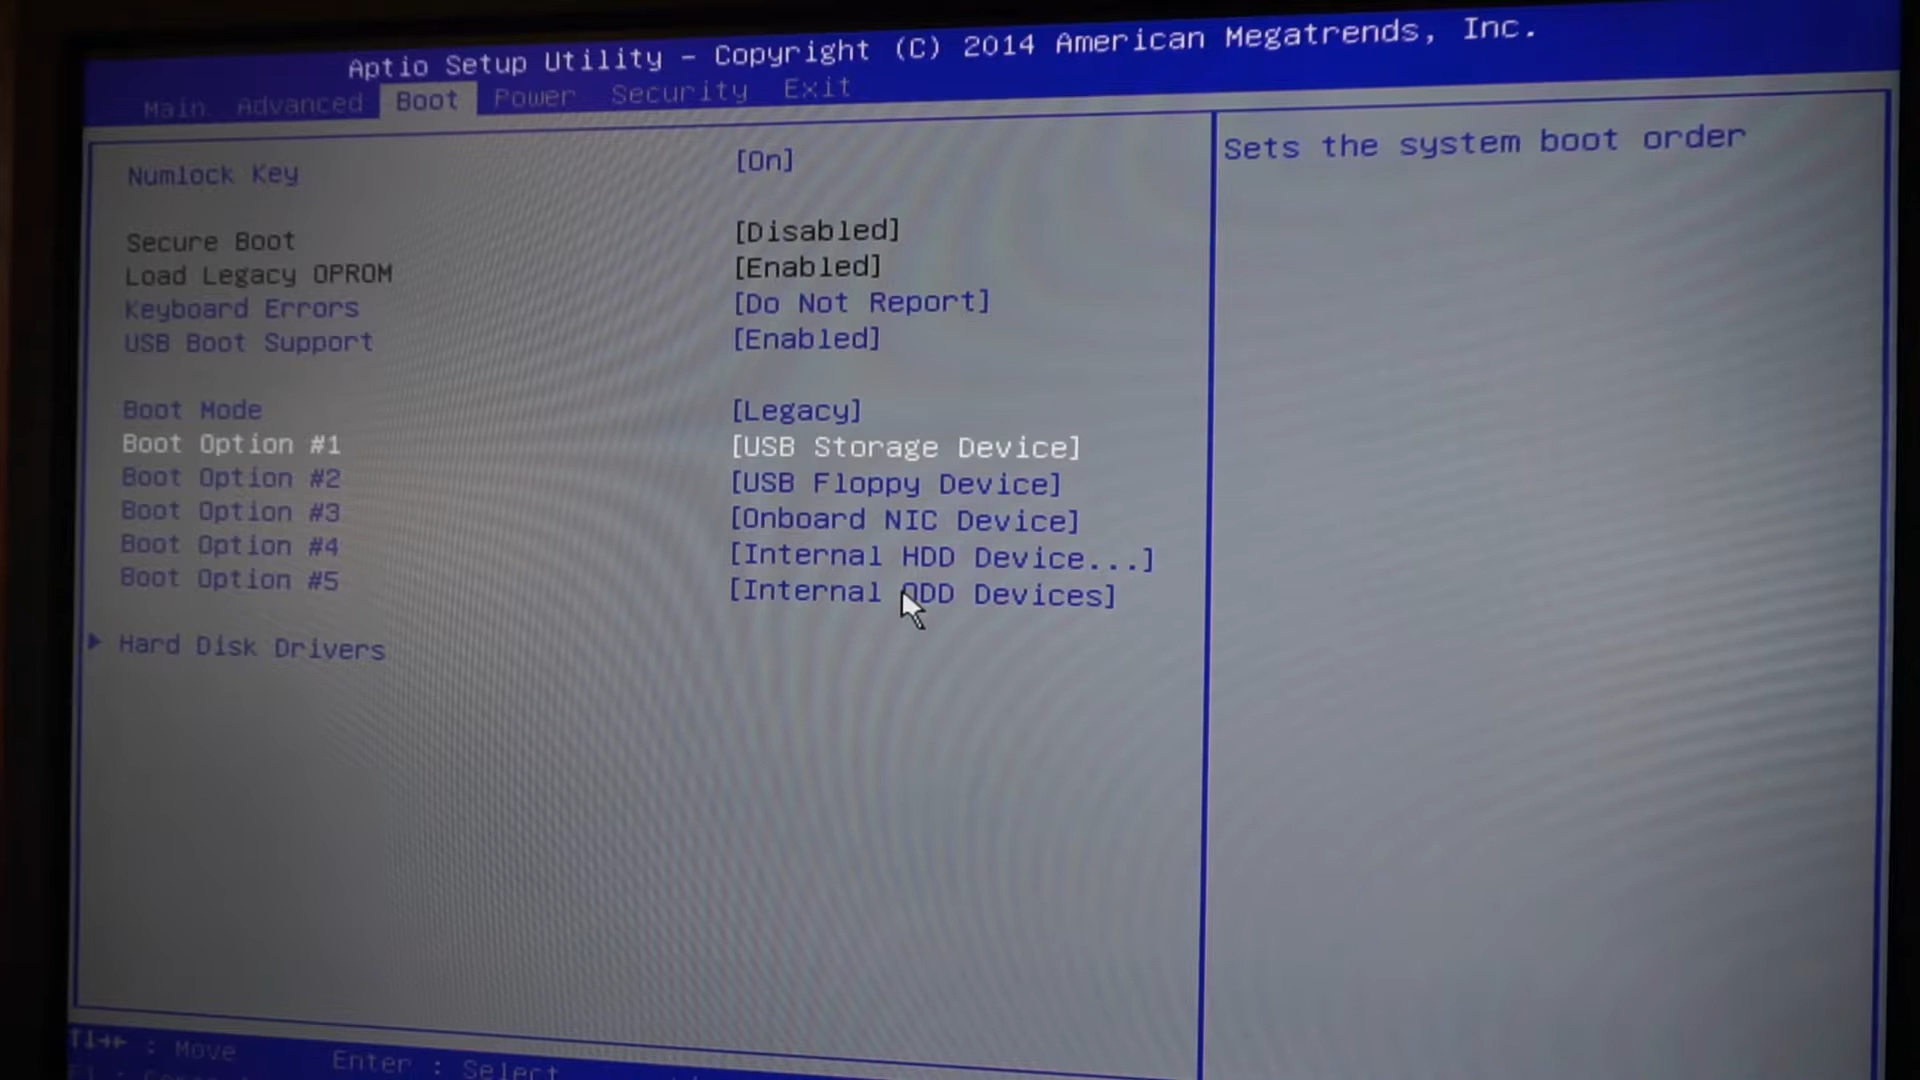 Aptio Setup Utility – Copyright (C) 2014 American Megatrends, Inc.
Main Advanced Boot Power Security Exit
Numlock Key [On]
Secure Boot [Disabled]
Load Legacy OPROM [Enabled]
Keyboard Errors [Do Not Report]
USB Boot Support [Enabled]
Boot Mode [Legacy]
Boot Option #1 [USB Storage Device]
Boot Option #2 [USB Floppy Device]
Boot Option #3 [Onboard NIC Device]
Boot Option #4 [Internal HDD Device...]
Boot Option #5 [Internal ODD Devices]
Hard Disk Drivers
Sets the system boot order
: Move Enter : Select